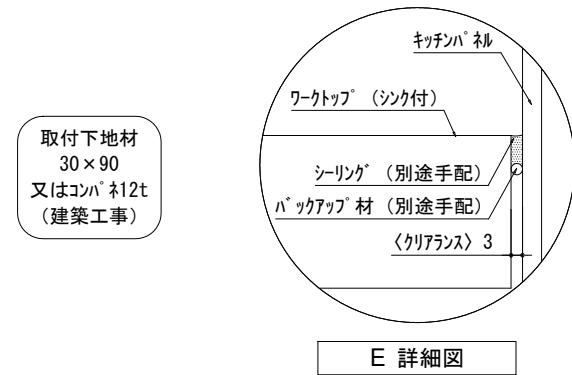 取付下地材
30×90
又はｺﾝﾊﾟﾈ12t
（建築工事）
ｷｯﾁﾝﾊﾟﾈﾙ
ﾜｰｸﾄｯﾌﾟ（ｼﾝｸ付）
ｼｰﾘﾝｸﾞ（別途手配）
ﾊﾞｯｸｱｯﾌﾟ材（別途手配）
〈ｸﾘｱﾗﾝｽ〉3
E 詳細図